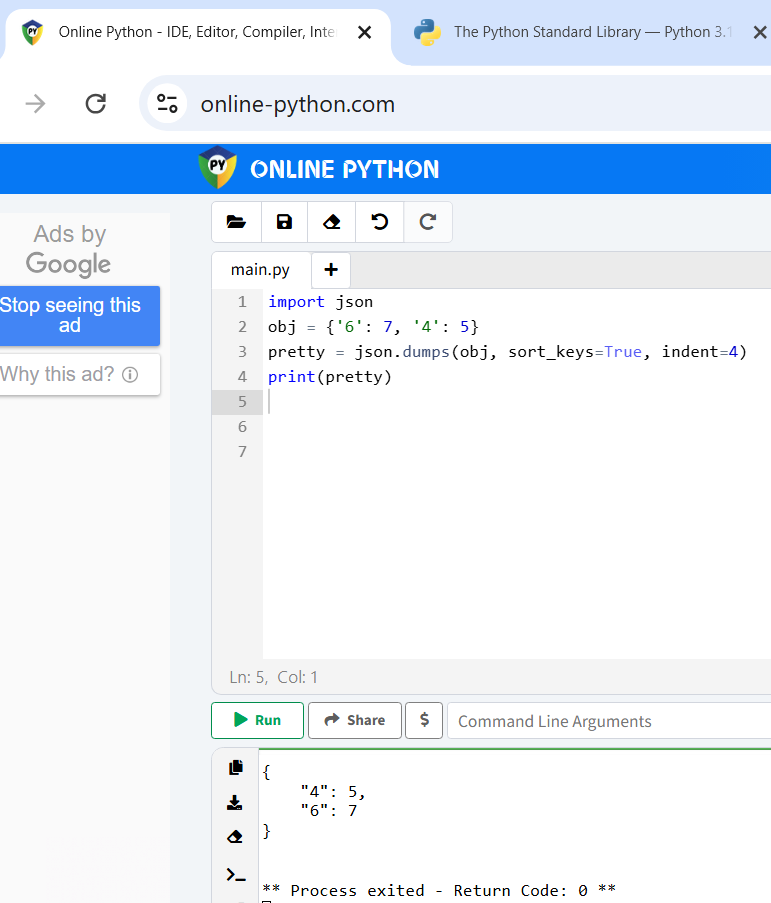 Online Python - IDE, Editor, Compiler, Inte
The Python Standard Library — Python 3.1
online-python.com
PY ONLINE PYTHON
Ads by
Google
Stop seeing this
ad
Why this ad?
main.py
1 import json
2 obj = {'6': 7, '4': 5}
3 pretty = json.dumps(obj, sort_keys=True, indent=4)
4 print(pretty)
5
6
7
Ln: 5, Col: 1
Run Share $ Command Line Arguments
{
    "4": 5,
    "6": 7
}
** Process exited - Return Code: 0 **